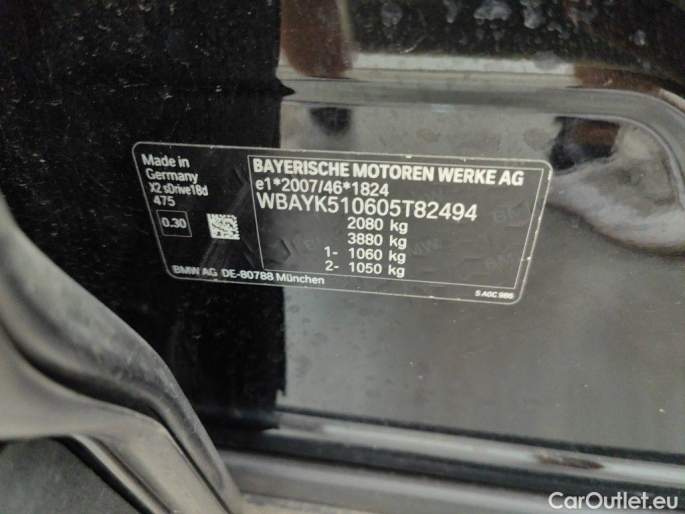 Made in
Germany
X2 sDrive18d
475
0.30
BAYERISCHE MOTOREN WERKE AG
e1*2007/46*1824
WBAYK510605T82494
2080 kg
3880 kg
1- 1060 kg
2- 1050 kg
BMW AG DE-80788 München
CarOutlet.eu